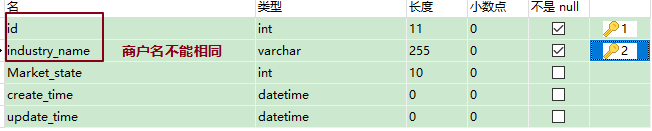 名 类型 长度 小数点 不是 null
id int 11 0 1
industry_name 商户名不能相同 varchar 255 0 2
Market_state int 10 0
create_time datetime 0 0
update_time datetime 0 0